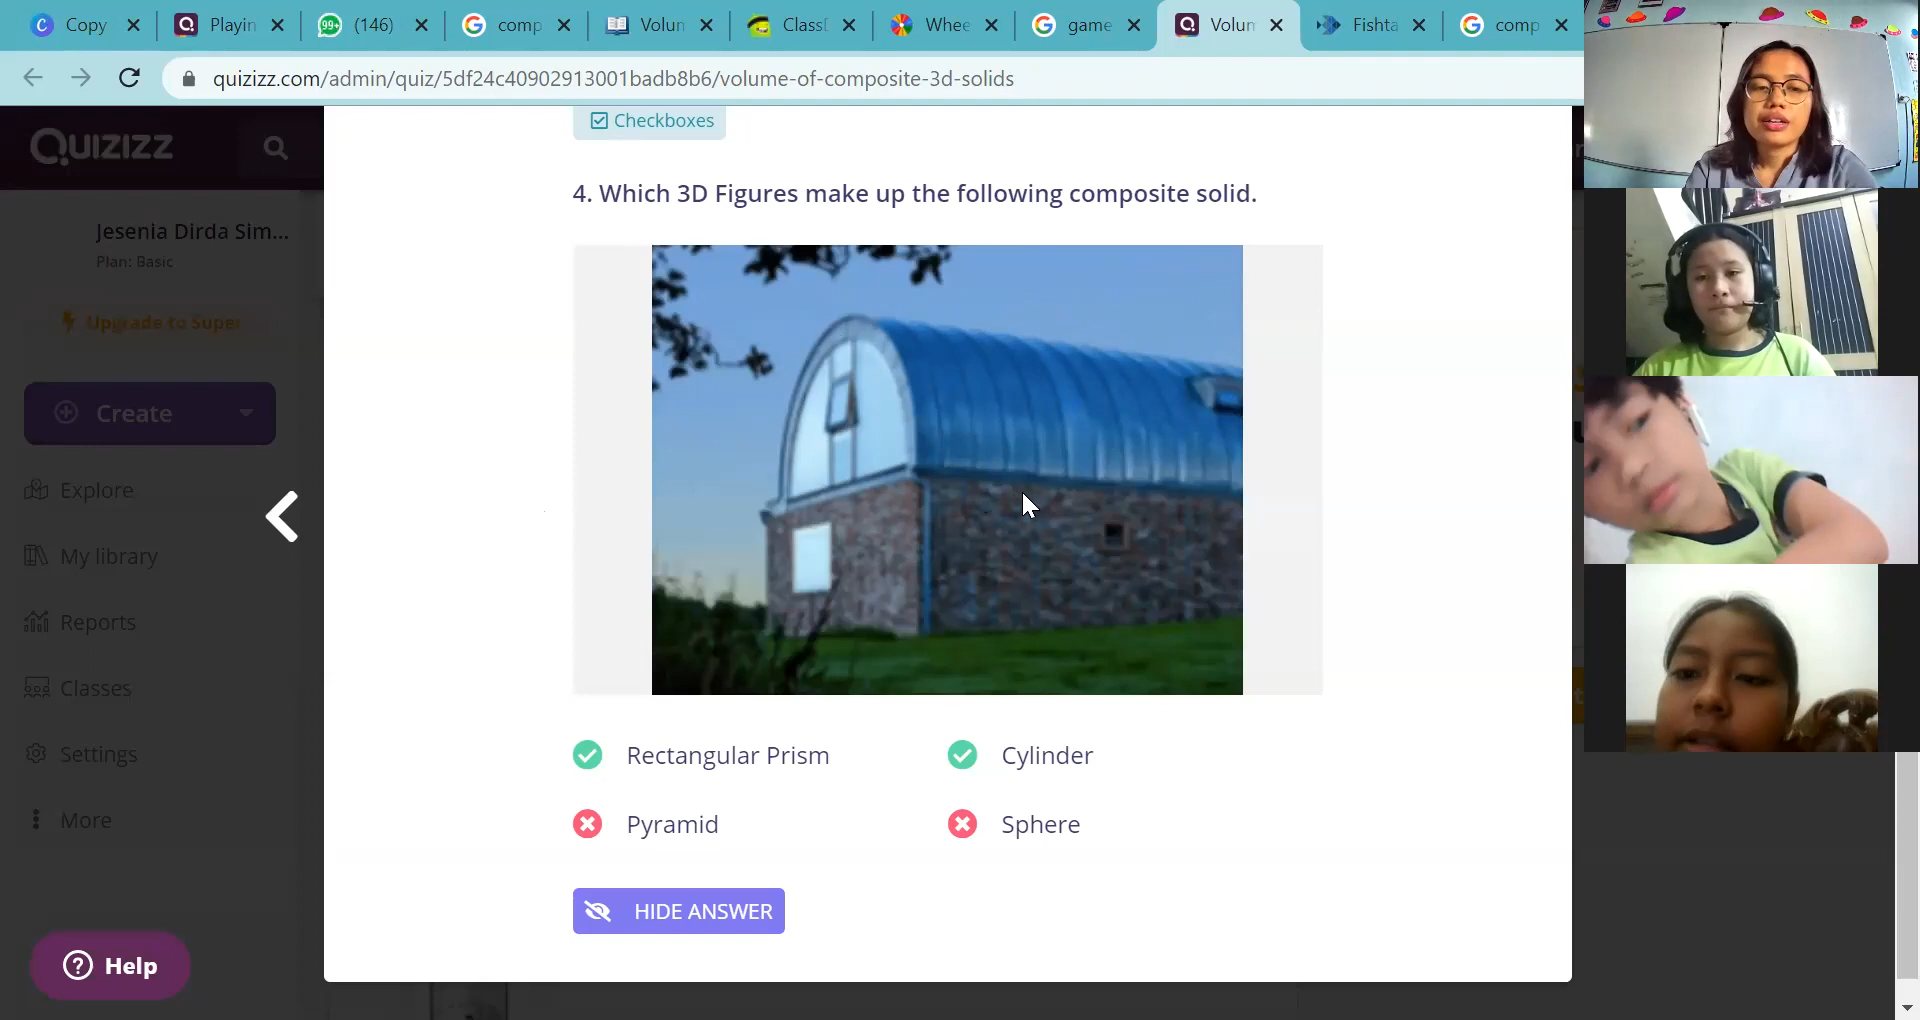 Copy
Playin
99+
(146)
comp
Volun
Class
Whee
game
Volun
Fishta
comp
quizizz.com/admin/quiz/5df24c40902913001badb8b6/volume-of-composite-3d-solids
Quizizz
Checkboxes
4. Which 3D Figures make up the following composite solid.
Jesenia Dirda Sim...
Plan: Basic
Upgrade to Super
Create
Explore
My library
Reports
Classes
Settings
More
Rectangular Prism
Cylinder
Pyramid
Sphere
HIDE ANSWER
Help